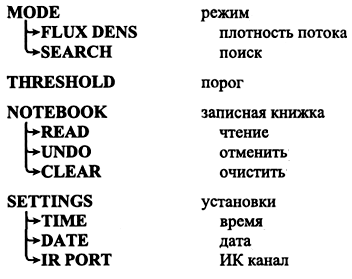 MODE режим
FLUX DENS плотность потока
SEARCH поиск
THRESHOLD порог
NOTEBOOK записная книжка
READ чтение
UNDO отменить
CLEAR очистить
SETTINGS установки
TIME время
DATE дата
IR PORT ИК канал